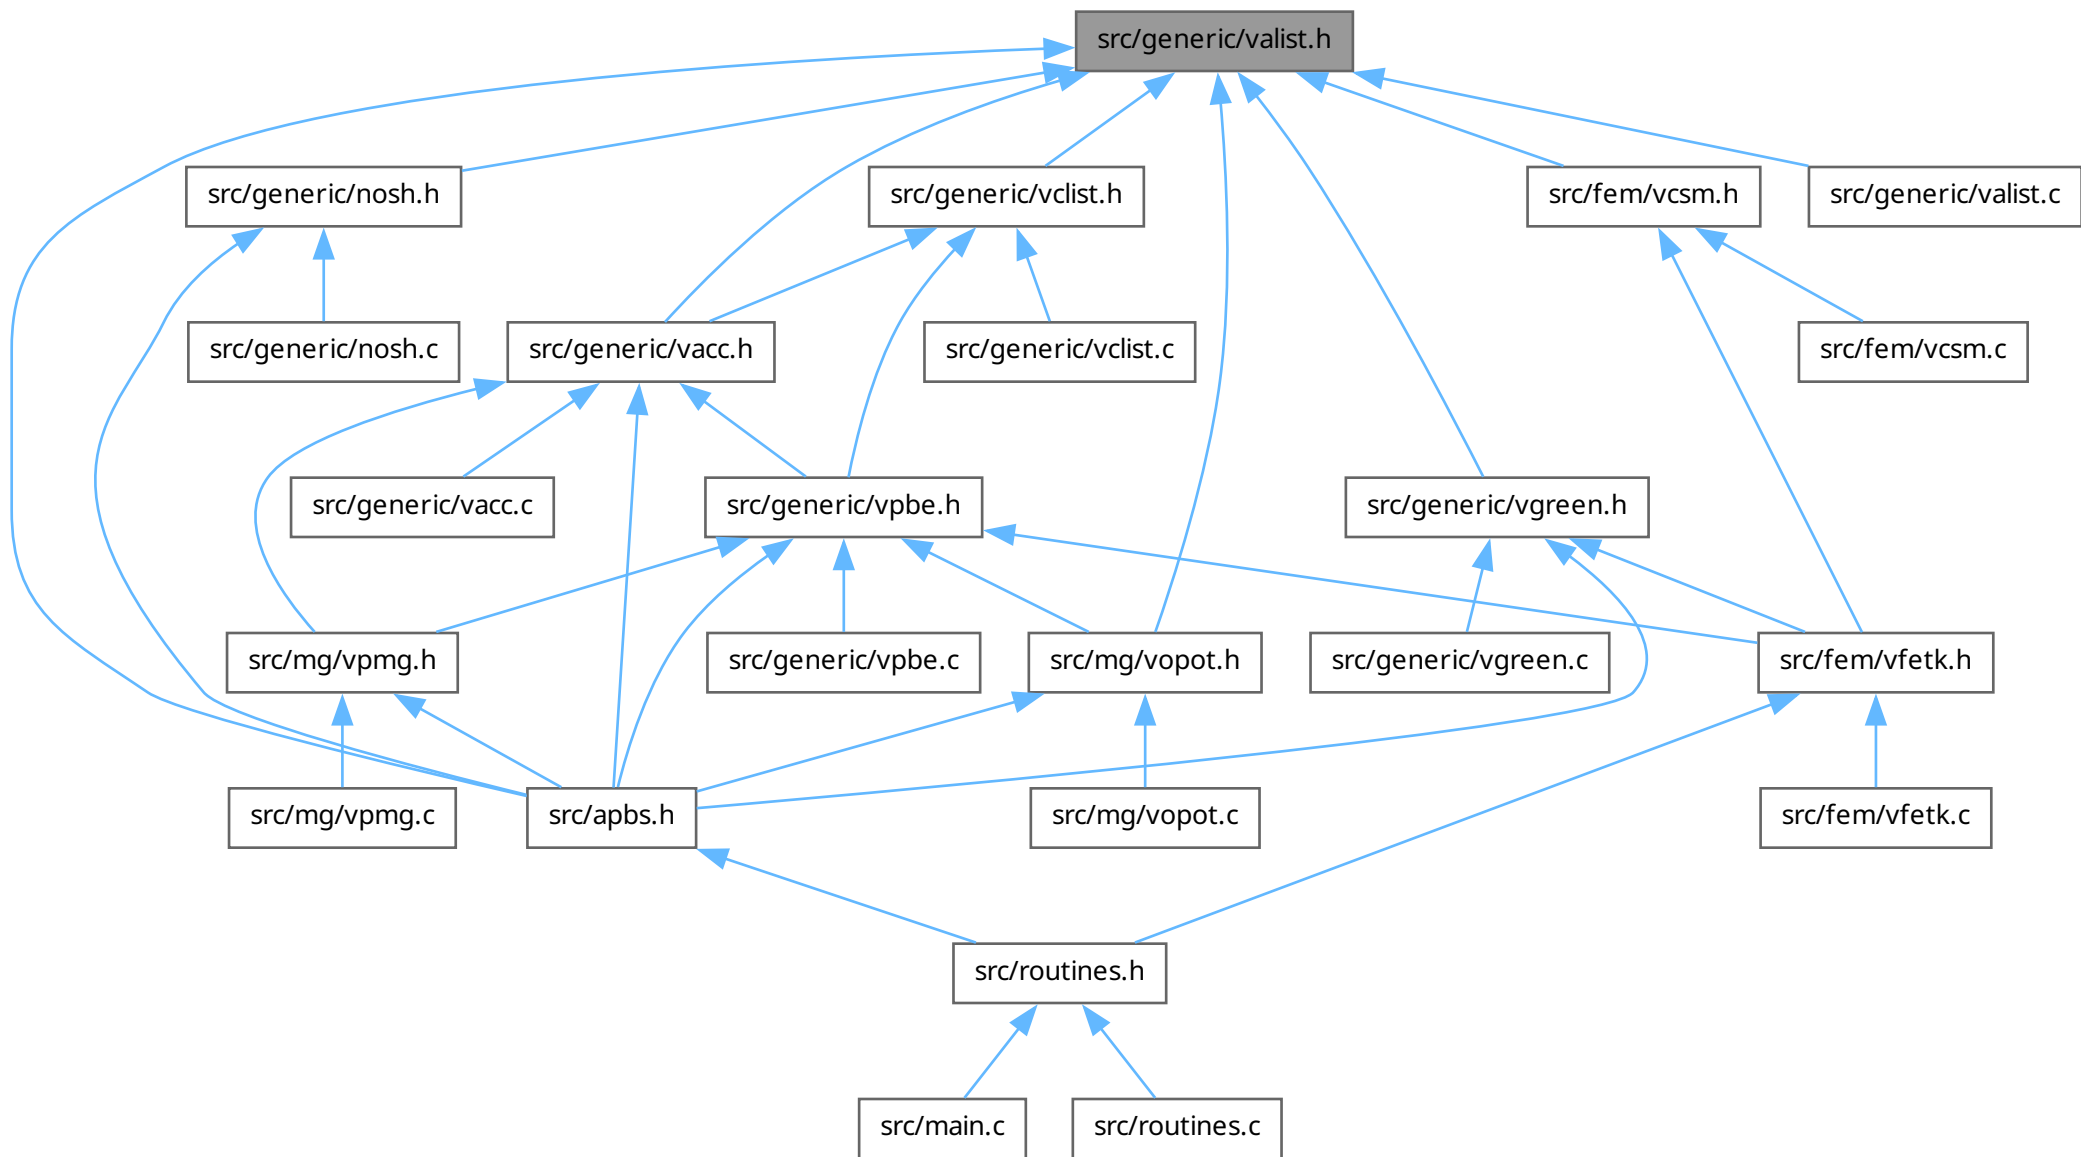 src/generic/valist.h
src/generic/nosh.h
src/generic/vclist.h
src/fem/vcsm.h
src/generic/valist.c
src/generic/nosh.c
src/generic/vacc.h
src/generic/vclist.c
src/fem/vcsm.c
src/generic/vacc.c
src/generic/vpbe.h
src/generic/vgreen.h
src/mg/vpmg.h
src/generic/vpbe.c
src/mg/vopot.h
src/generic/vgreen.c
src/fem/vfetk.h
src/mg/vpmg.c
src/apbs.h
src/mg/vopot.c
src/fem/vfetk.c
src/routines.h
src/main.c
src/routines.c